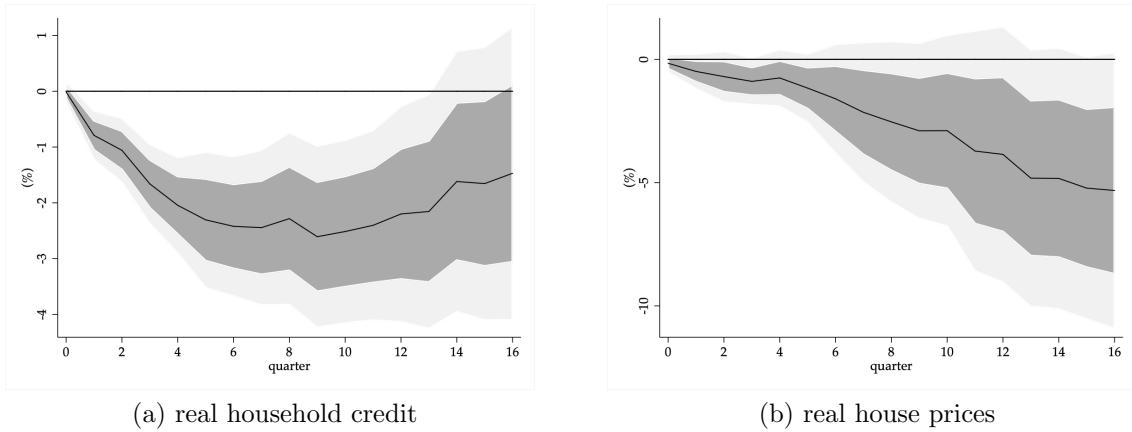 1
0
-1
-2
-3
-4
(%)
0 2 4 6 8 10 12 14 16
quarter
(a) real household credit
0
-5
-10
(%)
0 2 4 6 8 10 12 14 16
quarter
(b) real house prices